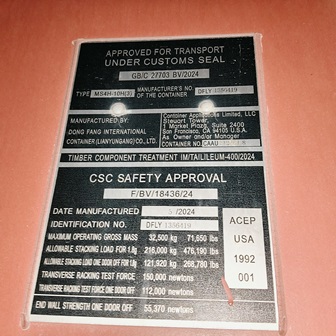 APPROVED FOR TRANSPORT
UNDER CUSTOMS SEAL
GB/C 27703 BV/2024
TYPE MS4H-10H(3) MANUFACTURER'S NO. OF THE CONTAINER DFLY
MANUFACTURED BY:
DONG FANG INTERNATIONAL
CONTAINER (LIANYUNGANG) CO., LTD.
Container Applications Limited, LLC
Steuart Tower,
1 Market Plaza, Suite 2400,
San Francisco, CA 94105 U.S.A.
As Owner and/or Manager
CONTAINER NO. CAAU
TIMBER COMPONENT TREATMENT IM/TAILILEUM-400/2024
CSC SAFETY APPROVAL
F/BV/18436/24
DATE MANUFACTURED /2024
IDENTIFICATION NO. DFLY
MAXIMUM OPERATING GROSS MASS 32,500 kg 71,650 lbs
ALLOWABLE STACKING LOAD FOR 1.8g 216,000 kg 476,190 lbs
ALLOWABLE STACKING LOAD ONE DOOR OFF FOR 1.8g 121,920 kg 268,780 lbs
TRANSVERSE RACKING TEST FORCE 150,000 newtons
TRANSVERSE RACKING TEST FORCE ONE DOOR OFF 112,000 newtons
END WALL STRENGTH ONE DOOR OFF 55,370 newtons
ACEP
USA
1992
001